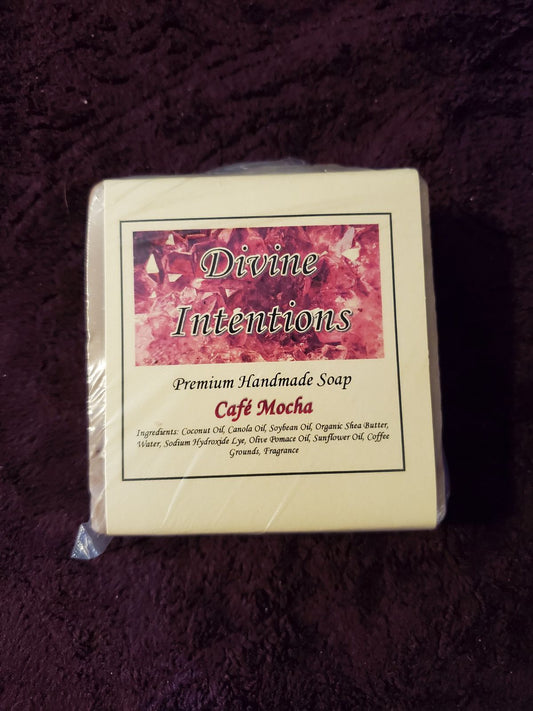 Divine
Intentions
Premium Handmade Soap
Café Mocha
Ingredients: Coconut Oil, Canola Oil, Soybean Oil, Organic Shea Butter,
Water, Sodium Hydroxide Lye, Olive Pomace Oil, Sunflower Oil, Coffee
Grounds, Fragrance